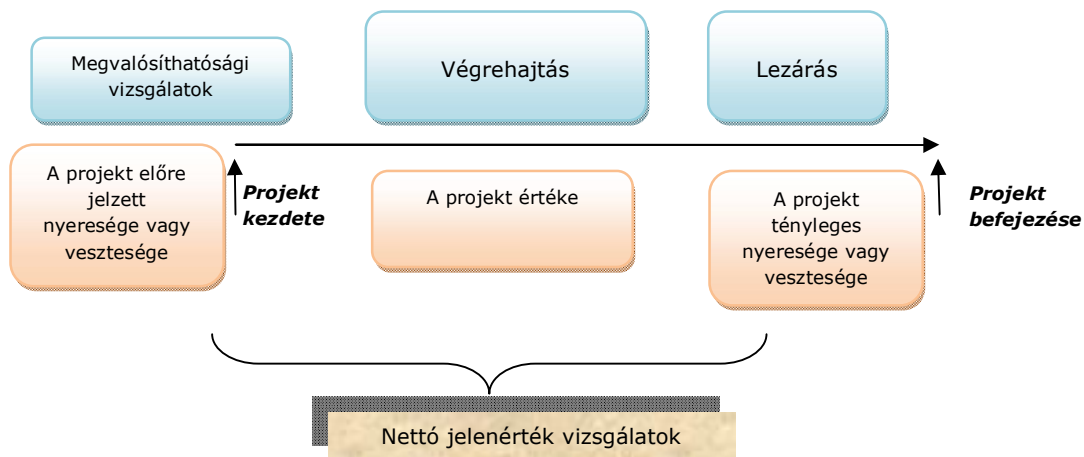 Megvalósíthatósági
vizsgálatok
Végrehajtás
Lezárás
A projekt előre
jelzett
nyeresége vagy
vesztesége
Projekt
kezdete
A projekt értéke
A projekt
tényleges
nyeresége vagy
vesztesége
Projekt
befejezése
Nettó jelenérték vizsgálatok